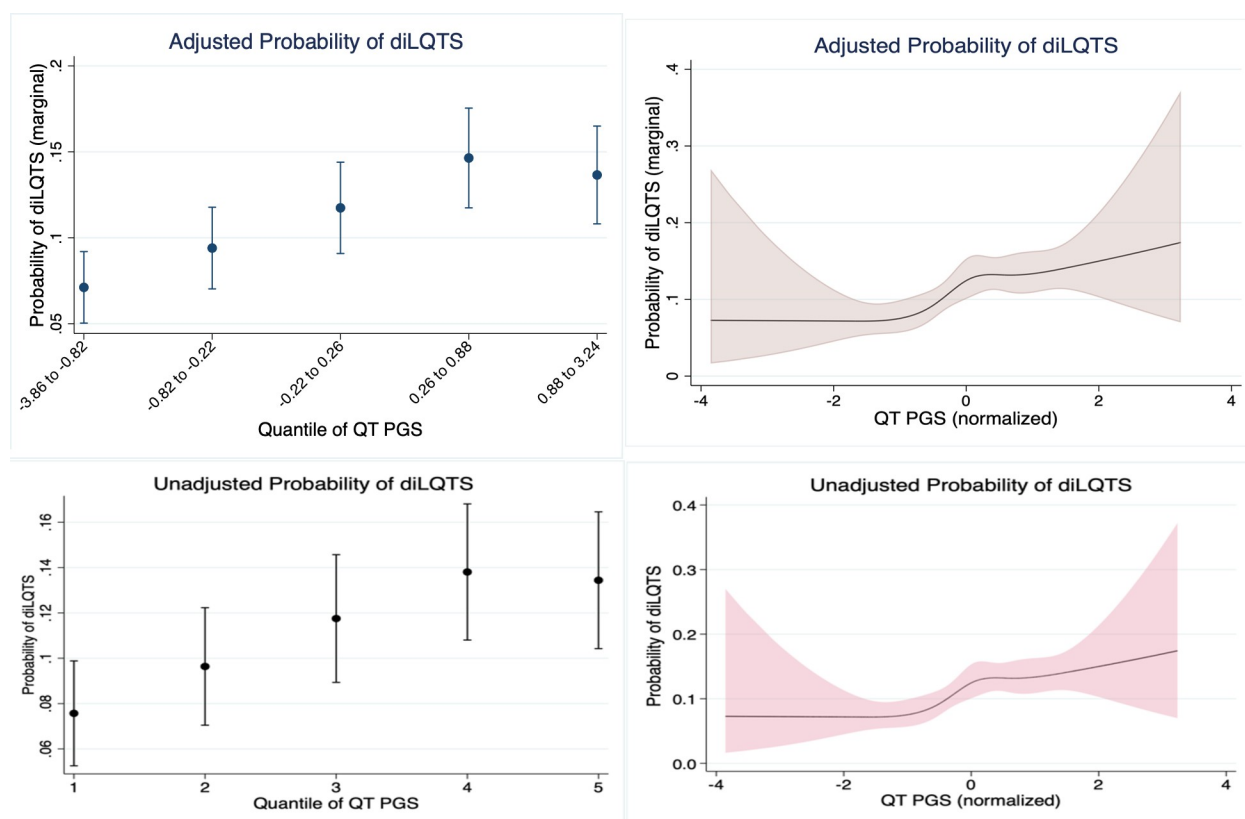 Adjusted Probability of diLQTS
Probability of diLQTS (marginal)
.2
.15
.1
.05
-3.86 to -0.82
-0.82 to -0.22
-0.22 to 0.26
0.26 to 0.88
0.88 to 3.24
Quantile of QT PGS
Adjusted Probability of diLQTS
Probability of diLQTS (marginal)
.4
.3
.2
.1
0
-4
-2
0
2
4
QT PGS (normalized)
Unadjusted Probability of diLQTS
Probability of diLQTS
.16
.14
.12
.1
.08
.06
1
2
3
4
5
Quantile of QT PGS
Unadjusted Probability of diLQTS
Probability of diLQTS
0.4
0.3
0.2
0.1
0.0
-4
-2
0
2
4
QT PGS (normalized)